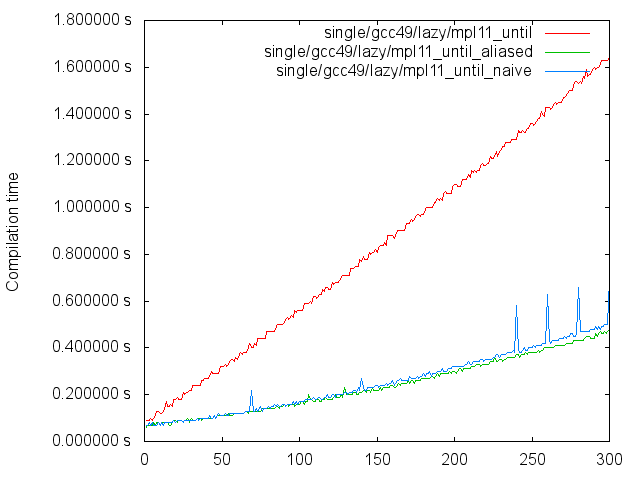 1.800000 s
1.600000 s
1.400000 s
1.200000 s
1.000000 s
0.800000 s
0.600000 s
0.400000 s
0.200000 s
0.000000 s
Compilation time
single/gcc49/lazy/mpl11_until
single/gcc49/lazy/mpl11_until_aliased
single/gcc49/lazy/mpl11_until_naive
0 50 100 150 200 250 300